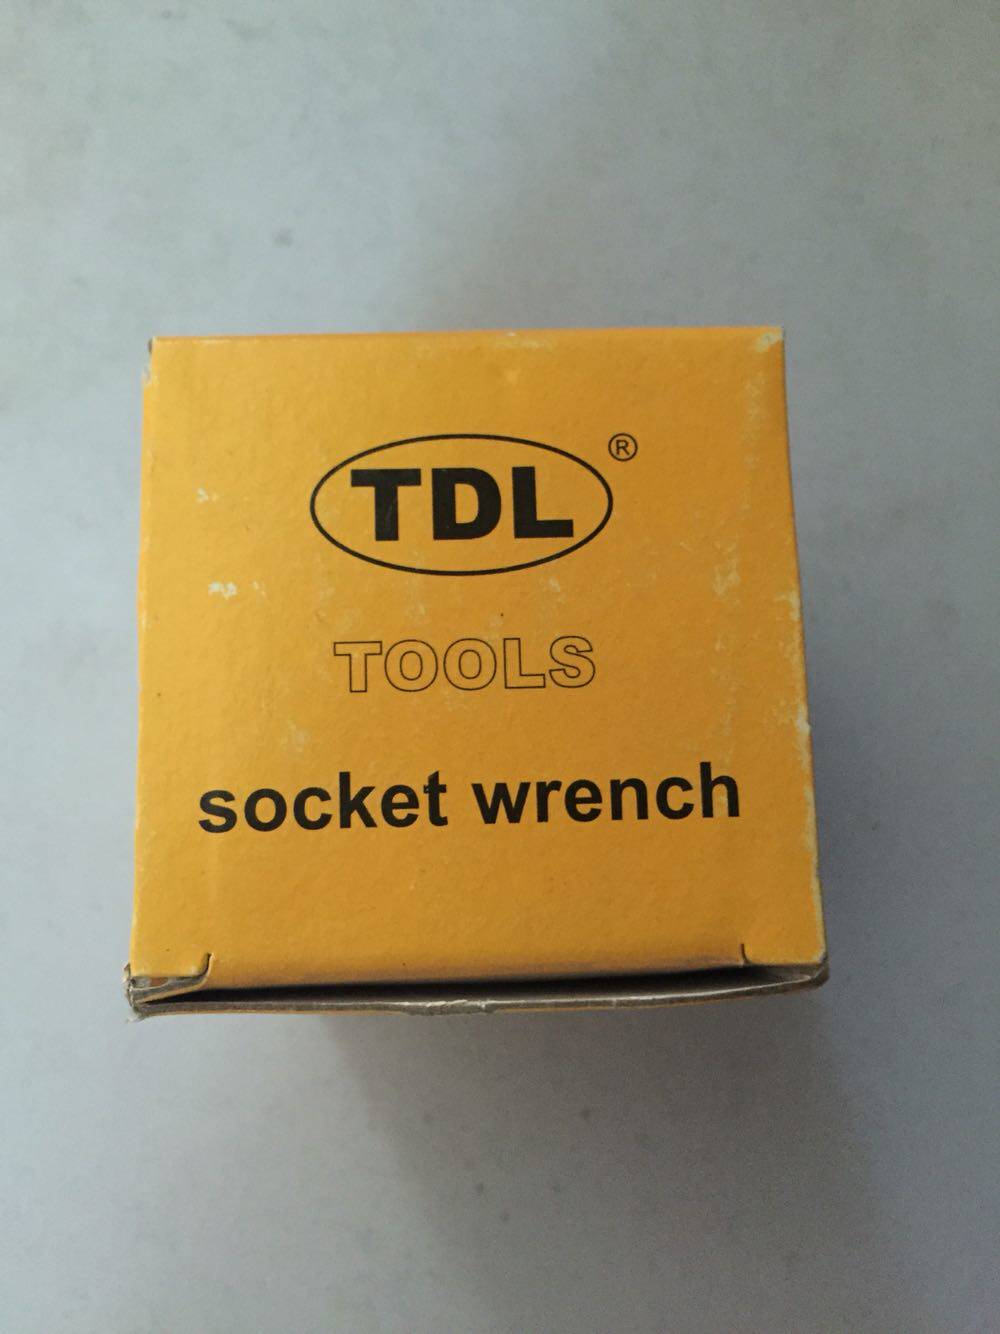 TDL ®
TOOLS
socket wrench